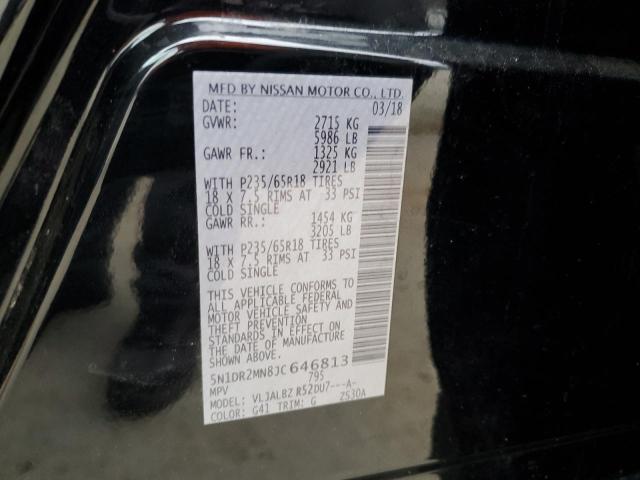 MFD BY NISSAN MOTOR CO., LTD.
DATE: 03/18
GVWR: 2715 KG
5986 LB
GAWR FR.: 1325 KG
2921 LB
WITH P235/65R18 TIRES
18 X 7.5 RIMS AT 33 PSI
COLD SINGLE
GAWR RR.: 1454 KG
3205 LB
WITH P235/65R18 TIRES
18 X 7.5 RIMS AT 33 PSI
COLD SINGLE
THIS VEHICLE CONFORMS TO
ALL APPLICABLE FEDERAL
MOTOR VEHICLE SAFETY AND
THEFT PREVENTION
STANDARDS IN EFFECT ON
THE DATE OF MANUFACTURE
SHOWN ABOVE.
5N1DR2MN8JC646813
MPV 795
MODEL: VLJALBZ R52DU7---A-
COLOR: G41 TRIM: G ZS30A